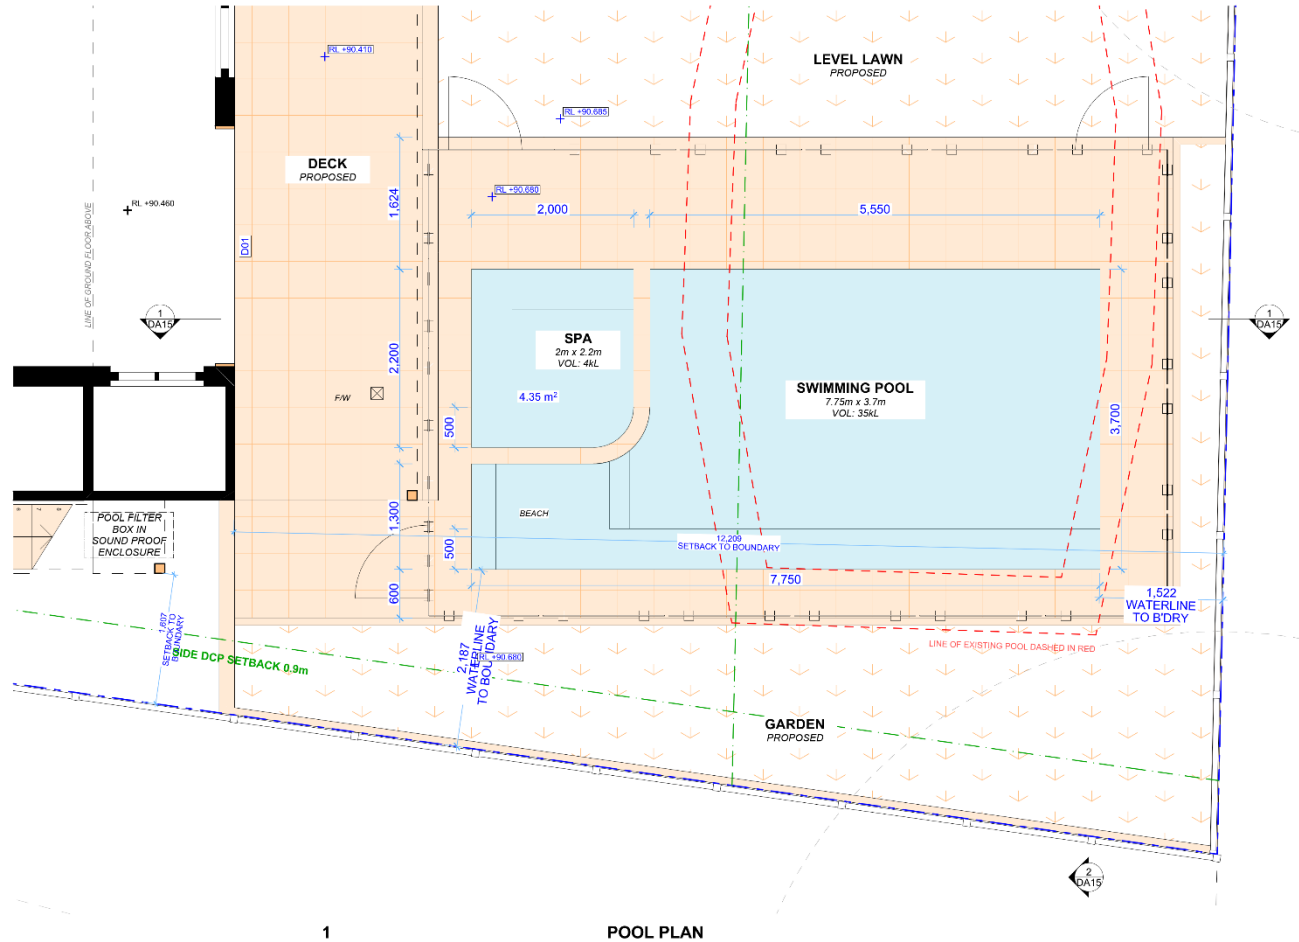 RL +90.410
LEVEL LAWN
PROPOSED
RL +90.685
DECK
PROPOSED
1,624
RL +90.680
2,000
5,550
RL +90.460
LINE OF GROUND FLOOR ABOVE
D01
1
DA15
1
DA15
SPA
2m x 2.2m
VOL: 4kL
2,200
4.35 m²
SWIMMING POOL
7.75m x 3.7m
VOL: 35kL
F/W
500
3,700
POOL FILTER
BOX IN
SOUND PROOF
ENCLOSURE
1,300
BEACH
500
12,209
SETBACK TO BOUNDARY
7,750
600
1,522
WATERLINE
TO B'DRY
1,607
SETBACK TO
BOUNDARY
SIDE DCP SETBACK 0.9m
2,187
WATERLINE
TO BOUNDARY
RL +90.680
LINE OF EXISTING POOL DASHED IN RED
GARDEN
PROPOSED
2
DA15
1
POOL PLAN